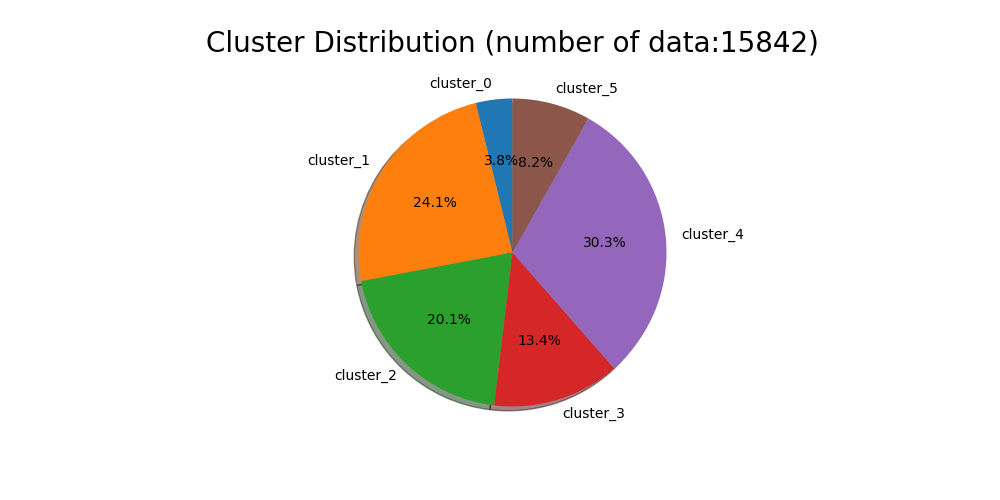 Cluster Distribution (number of data:15842)
cluster_0
cluster_5
cluster_1
3.8%
8.2%
24.1%
cluster_4
30.3%
20.1%
13.4%
cluster_2
cluster_3